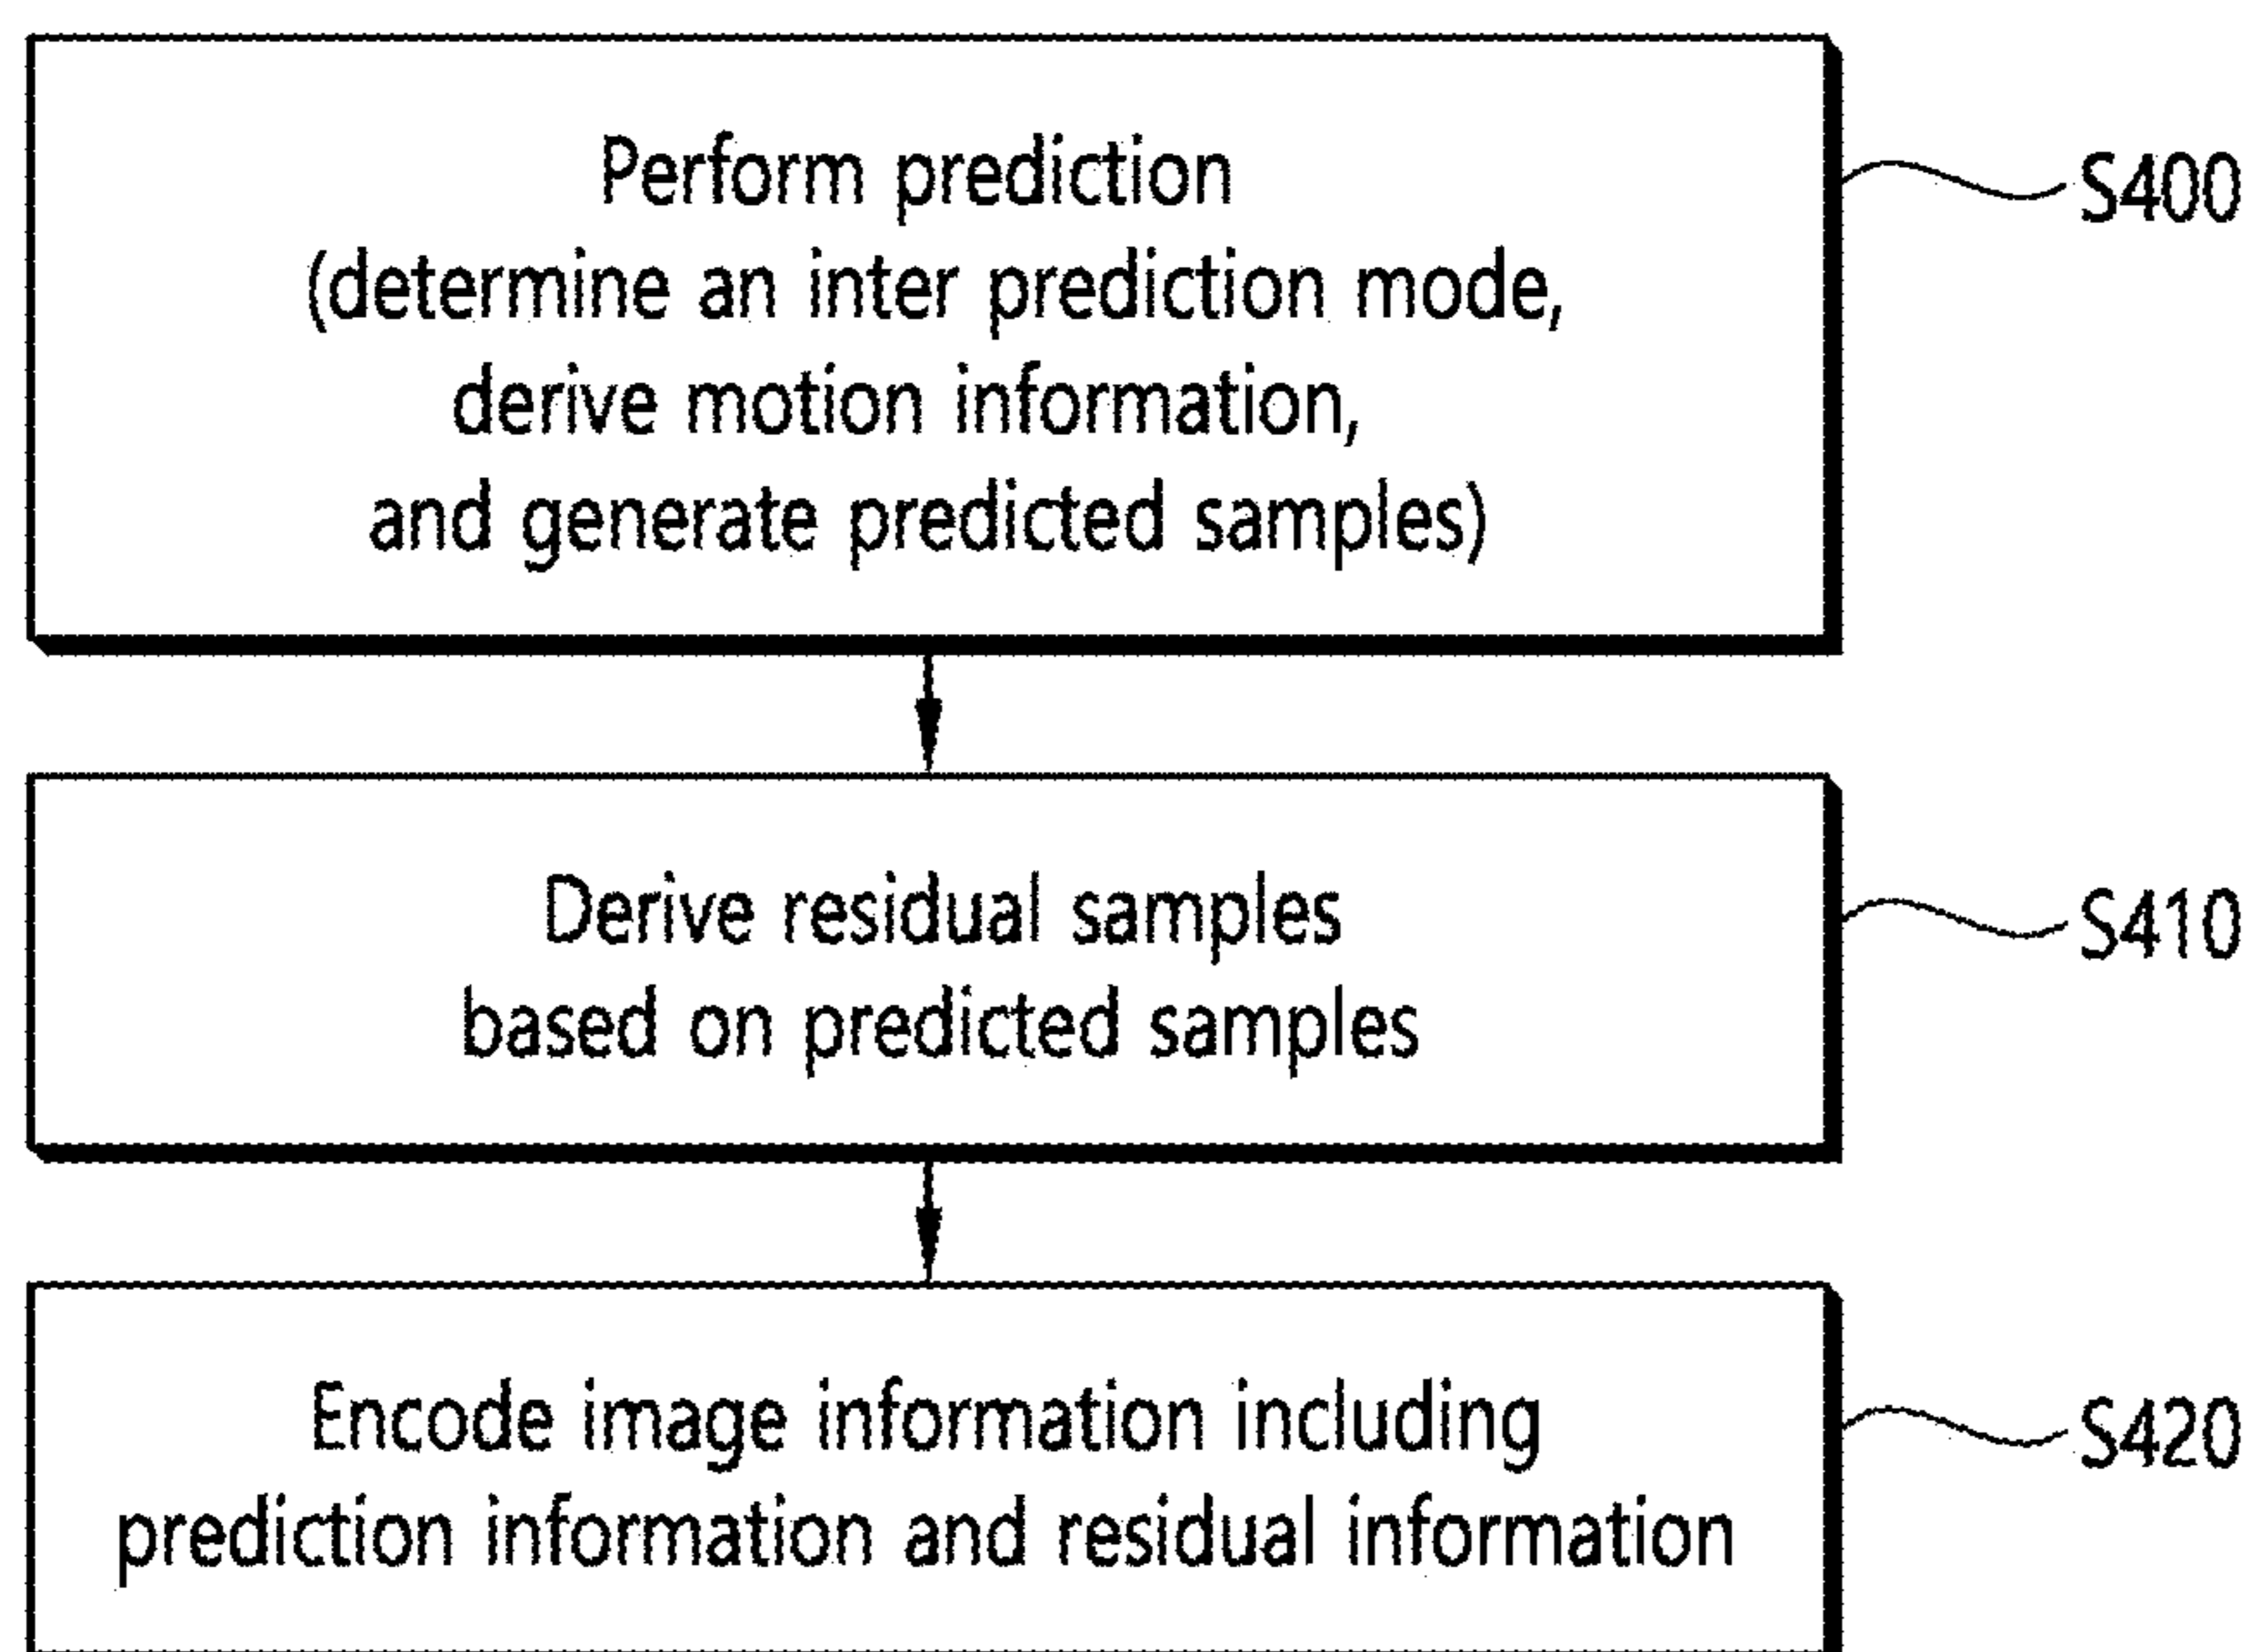 Perform prediction
(determine an inter prediction mode,
derive motion information,
and generate predicted samples)
S400
Derive residual samples
based on predicted samples
S410
Encode image information including
prediction information and residual information
S420